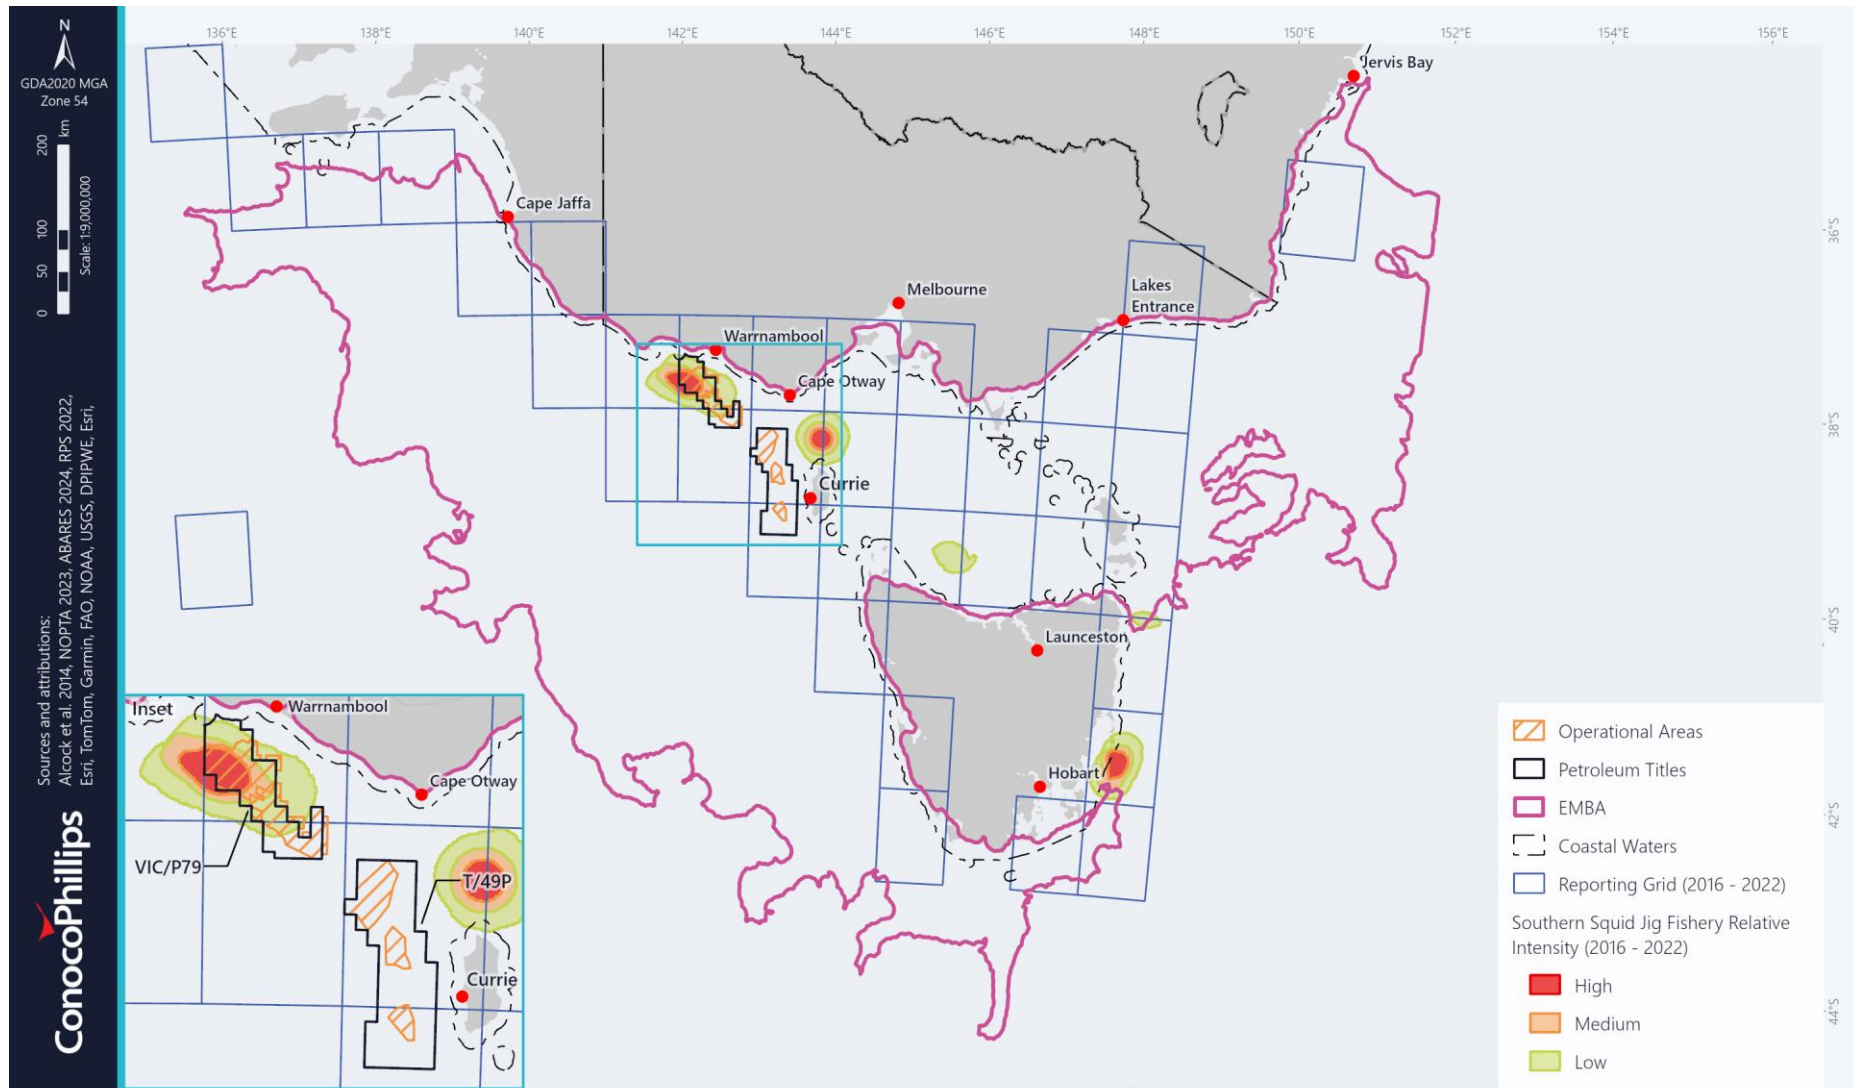 N
GDA2020 MGA
Zone 54
0 50 100 200
km
Scale: 1:9,000,000
Sources and attributions:
Alcock et al. 2014, NOPTA 2023, ABARES 2024, RPS 2022,
Esri, TomTom, Garmin, FAO, NOAA, USGS, DPIPWE, Esri,
ConocoPhillips
136°E 138°E 140°E 142°E 144°E 146°E 148°E 150°E 152°E 154°E 156°E
36°S
38°S
40°S
42°S
44°S
Jervis Bay
Cape Jaffa
Melbourne
Lakes
Entrance
Warrnambool
Cape Otway
Currie
Launceston
Hobart
Inset
Warrnambool
Cape Otway
VIC/P79
T/49P
Currie
Operational Areas
Petroleum Titles
EMBA
Coastal Waters
Reporting Grid (2016 - 2022)
Southern Squid Jig Fishery Relative
Intensity (2016 - 2022)
High
Medium
Low